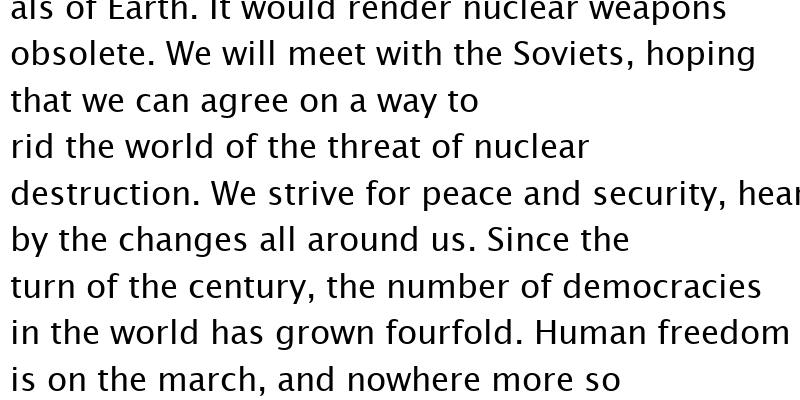 als of Earth. It would render nuclear weapons
obsolete. We will meet with the Soviets, hoping
that we can agree on a way to
rid the world of the threat of nuclear
destruction. We strive for peace and security,
by the changes all around us. Since the
turn of the century, the number of democracies
in the world has grown fourfold. Human freedom
is on the march, and nowhere more so